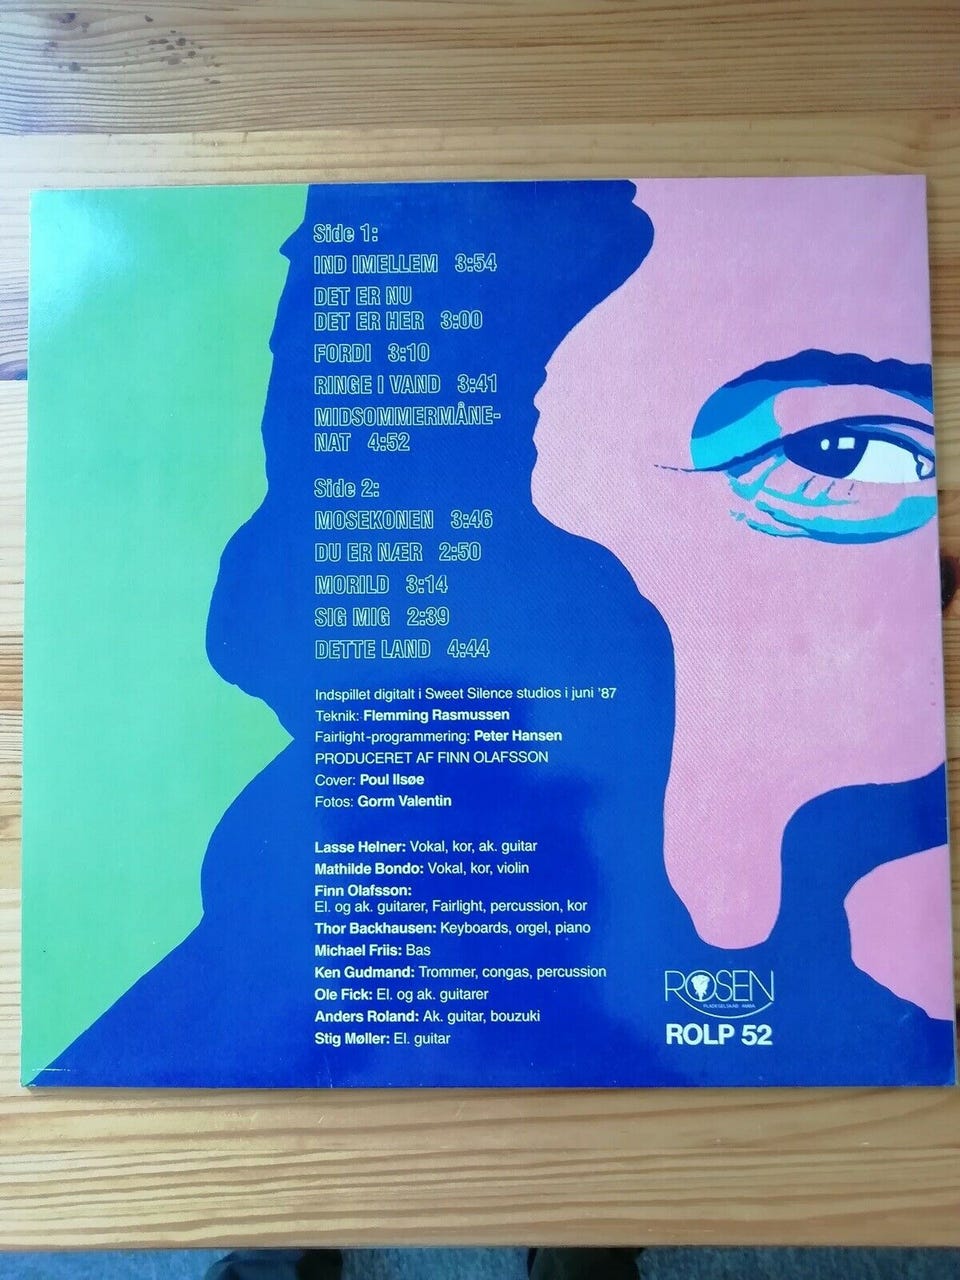 Side 1:
IND IMELLEM 3:54
DET ER NU
DET ER HER 3:00
FORDI 3:10
RINGE I VAND 3:41
MIDSOMMERMÅNE-
NAT 4:52
Side 2:
MOSEKONEN 3:46
DU ER NÆR 2:50
MORILD 3:14
SIG MIG 2:39
DETTE LAND 4:44
Indspillet digitalt i Sweet Silence studios i juni '87
Teknik: Flemming Rasmussen
Fairlight-programmering: Peter Hansen
PRODUCERET AF FINN OLAFSSON
Cover: Poul Ilsøe
Fotos: Gorm Valentin
Lasse Helner: Vokal, kor, ak. guitar
Mathilde Bondo: Vokal, kor, violin
Finn Olafsson:
El. og ak. guitarer, Fairlight, percussion, kor
Thor Backhausen: Keyboards, orgel, piano
Michael Friis: Bas
Ken Gudmand: Trommer, congas, percussion
Ole Fick: El. og ak. guitarer
Anders Roland: Ak. guitar, bouzuki
Stig Møller: El. guitar
ROSEN
PLADESELSKAB AMBA
ROLP 52